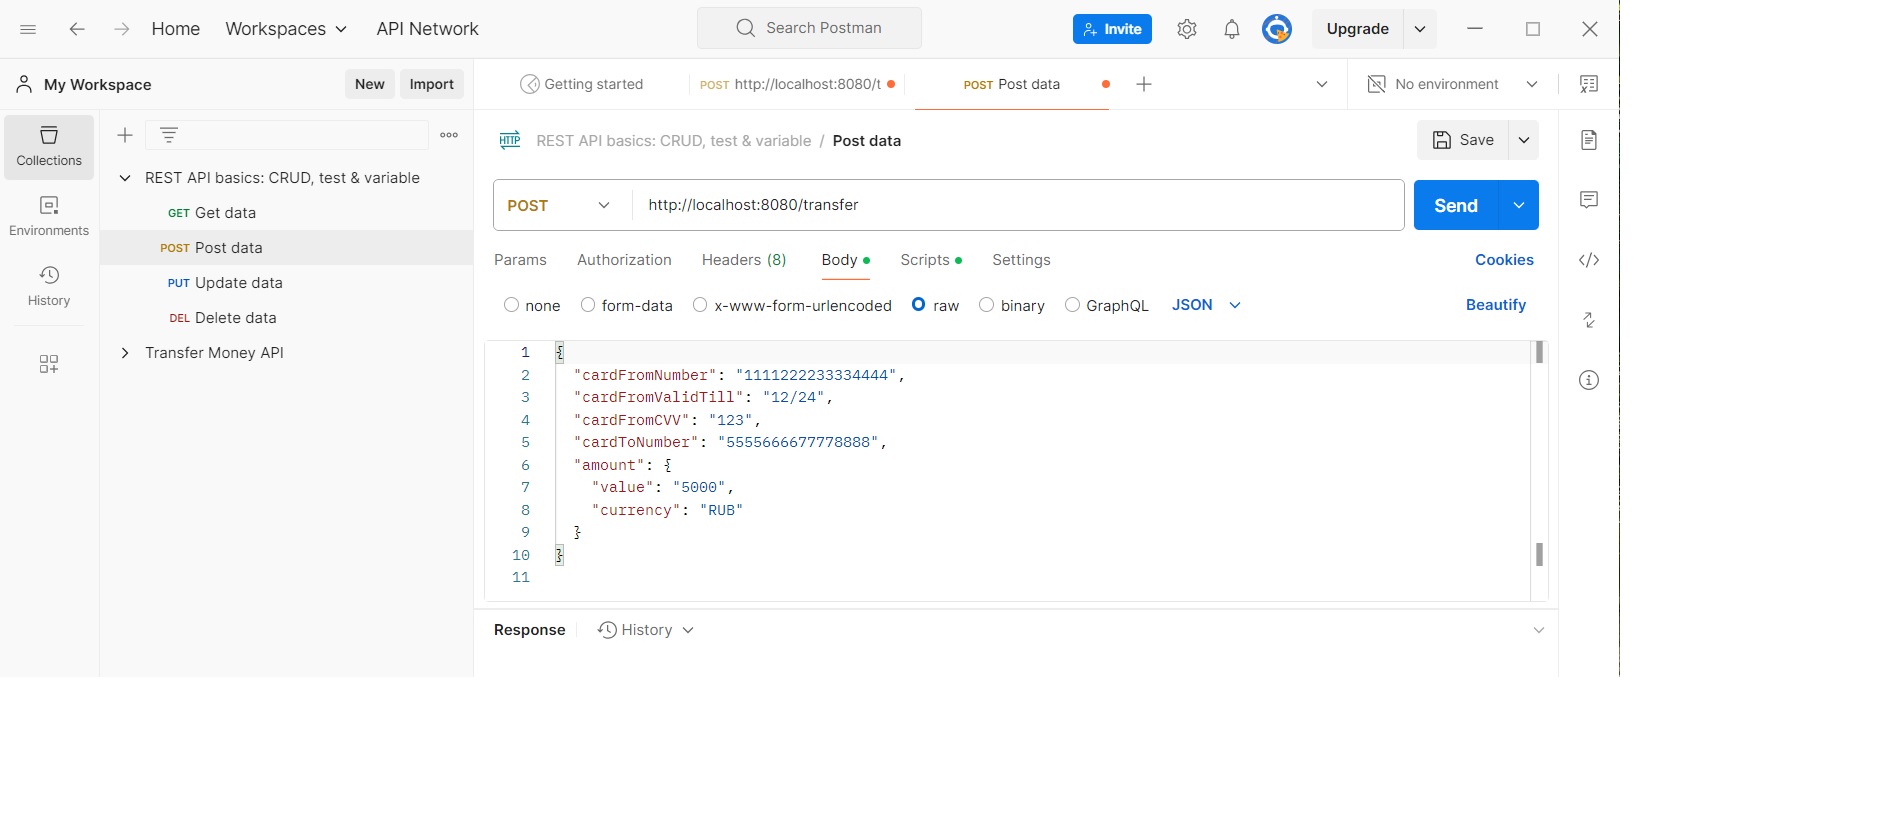 Home Workspaces API Network Search Postman Invite Upgrade
My Workspace New Import Getting started POST http://localhost:8080/t POST Post data No environment
Collections
Environments
History
REST API basics: CRUD, test & variable
GET Get data
POST Post data
PUT Update data
DEL Delete data
Transfer Money API
HTTP REST API basics: CRUD, test & variable / Post data Save
POST http://localhost:8080/transfer Send
Params Authorization Headers (8) Body Scripts Settings Cookies
none form-data x-www-form-urlencoded raw binary GraphQL JSON Beautify
1 {
2 "cardFromNumber": "1111222233334444",
3 "cardFromValidTill": "12/24",
4 "cardFromCVV": "123",
5 "cardToNumber": "5555666677778888",
6 "amount": {
7 "value": "5000",
8 "currency": "RUB"
9 }
10 }
11
Response History